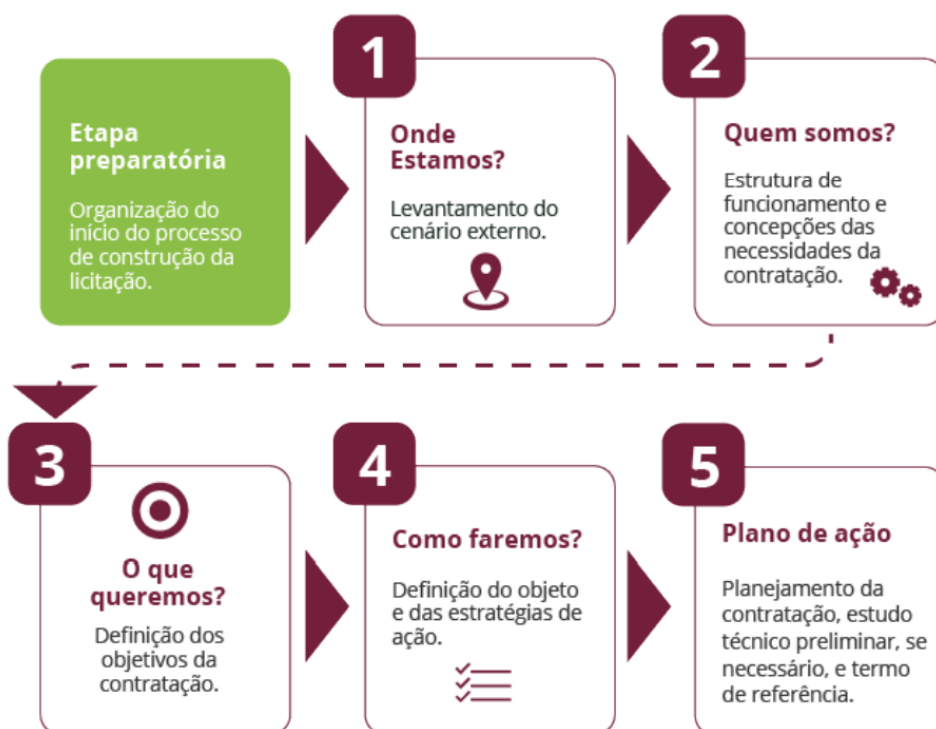 Etapa
preparatória
Organização do
início do processo
de construção da
licitação.
1
Onde
Estamos?
Levantamento do
cenário externo.
2
Quem somos?
Estrutura de
funcionamento e
concepções das
necessidades da
contratação.
3
O que
queremos?
Definição dos
objetivos da
contratação.
4
Como faremos?
Definição do objeto
e das estratégias de
ação.
5
Plano de ação
Planejamento da
contratação, estudo
técnico preliminar, se
necessário, e termo
de referência.